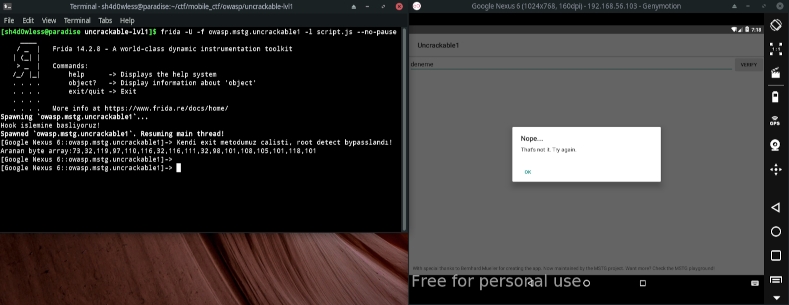 Terminal - sh4d0wless@paradise:~/ctf/mobile_ctf/owasp/uncrackable-lvl1
File Edit View Terminal Tabs Help
[sh4d0wless@paradise uncrackable-lvl1]$ frida -U -f owasp.mstg.uncrackable1 -l script.js --no-pause
Frida 14.2.8 - A world-class dynamic instrumentation toolkit
Commands:
help -> Displays the help system
object? -> Display information about 'object'
exit/quit -> Exit
More info at https://www.frida.re/docs/home/
Spawning `owasp.mstg.uncrackable1`...
Hook islemine basliyoruz!
Spawned `owasp.mstg.uncrackable1`. Resuming main thread!
[Google Nexus 6::owasp.mstg.uncrackable1]-> Kendi exit metodumuz calisti, root detect bypasslandi!
Aranan byte array:73,32,119,97,110,116,32,116,111,32,98,101,108,105,101,118,101
[Google Nexus 6::owasp.mstg.uncrackable1]->
[Google Nexus 6::owasp.mstg.uncrackable1]->
Google Nexus 6 (1024x768, 160dpi) - 192.168.56.103 - Genymotion
7:18
Uncrackable1
VERIFY
Nope...
That's not it. Try again.
OK
GPS
Free for personal use